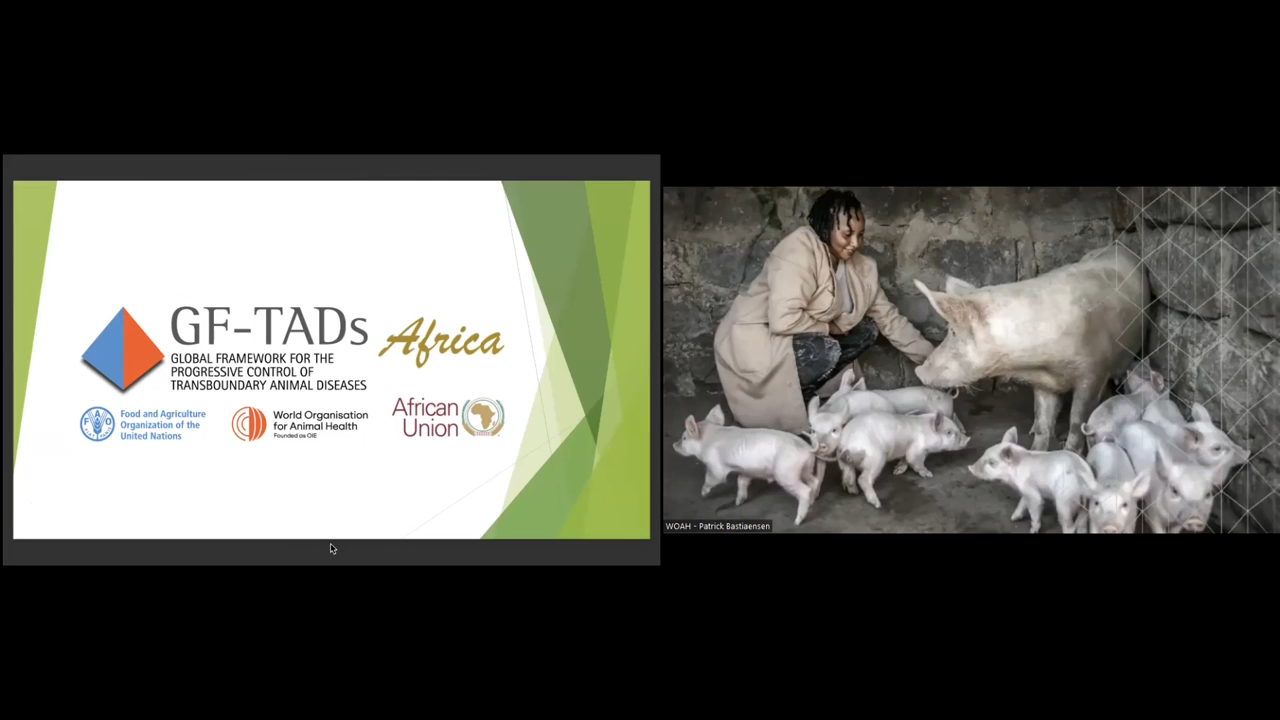 GF-TADs
Africa
GLOBAL FRAMEWORK FOR THE
PROGRESSIVE CONTROL OF
TRANSBOUNDARY ANIMAL DISEASES
FAO
Food and Agriculture
Organization of the
United Nations
World Organisation
for Animal Health
Founded as OIE
African
Union
WOAH - Patrick Bastiaensen